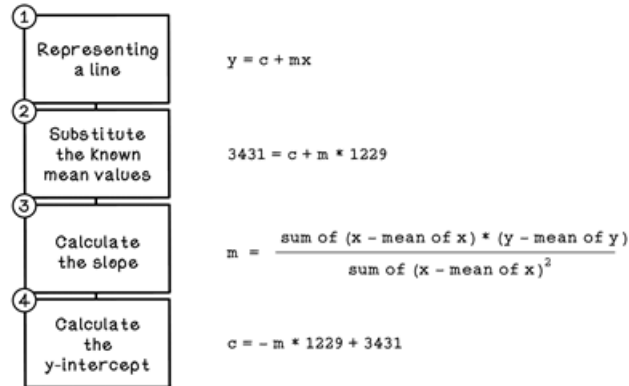 1
Representing
a line
y = c + mx
2
Substitute
the known
mean values
3431 = c + m * 1229
3
Calculate
the slope
m = sum of (x - mean of x) * (y - mean of y)
sum of (x - mean of x)²
4
Calculate
the
y-intercept
c = - m * 1229 + 3431